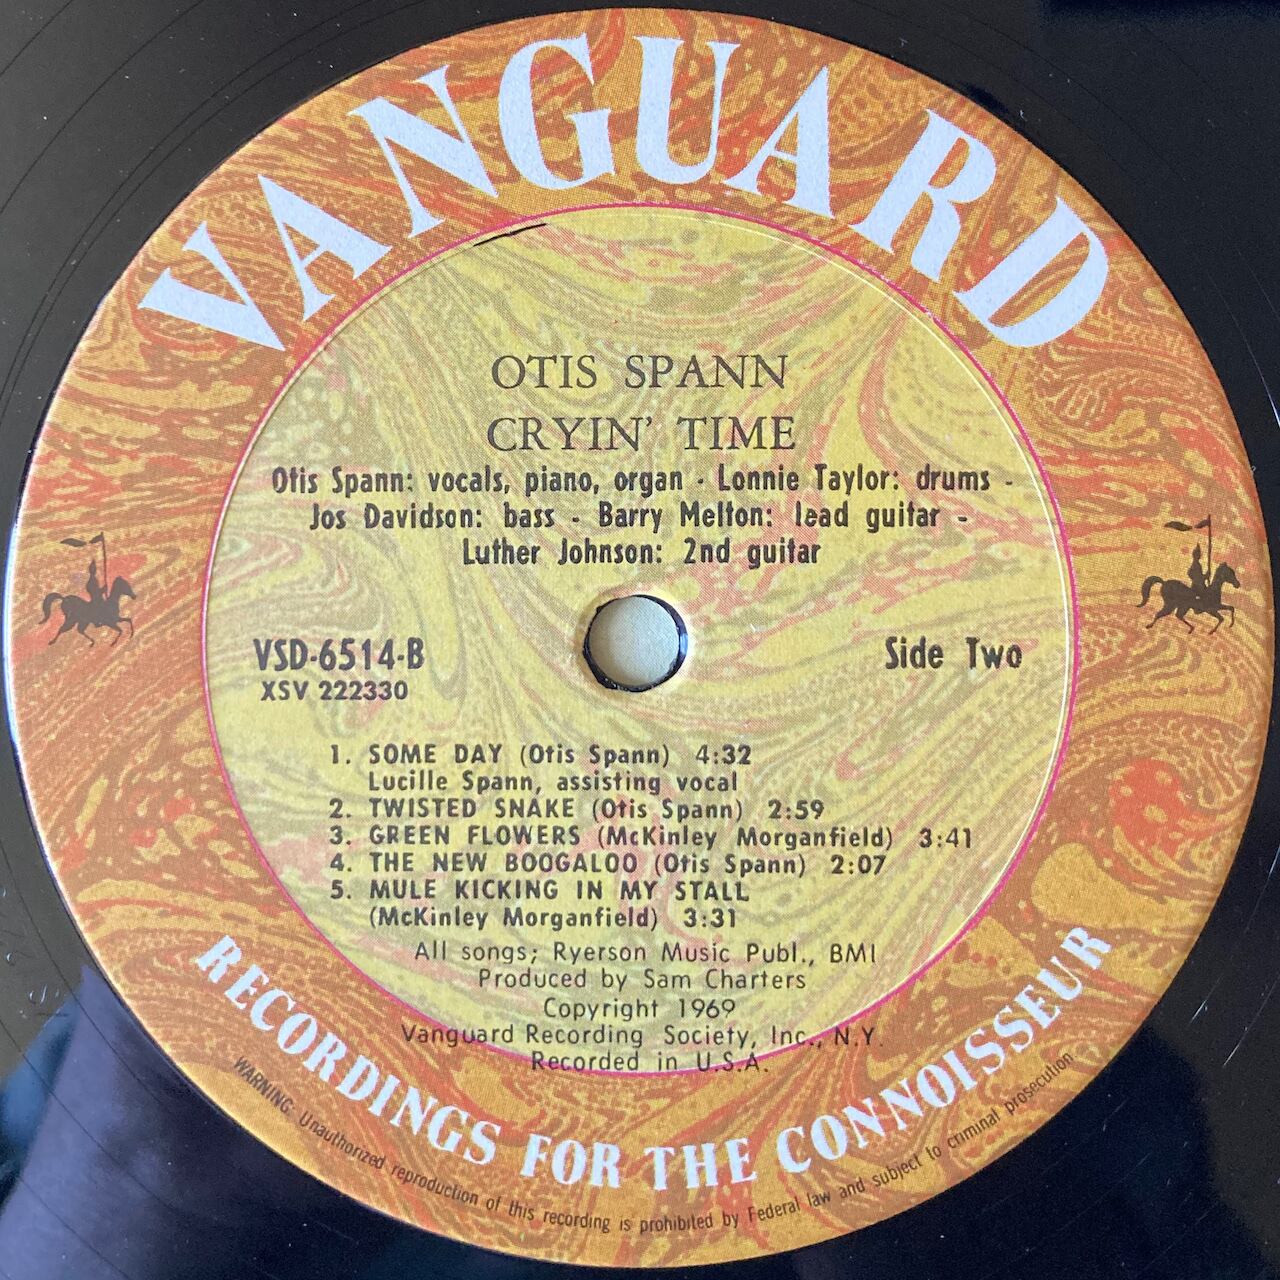 VANGUARD
OTIS SPANN
CRYIN' TIME
Otis Spann: vocals, piano, organ - Lonnie Taylor: drums -
Jos Davidson: bass - Barry Melton: lead guitar -
Luther Johnson: 2nd guitar
VSD-6514-B
XSV 222330
Side Two
1. SOME DAY (Otis Spann) 4:32
Lucille Spann, assisting vocal
2. TWISTED SNAKE (Otis Spann) 2:59
3. GREEN FLOWERS (McKinley Morganfield) 3:41
4. THE NEW BOOGALOO (Otis Spann) 2:07
5. MULE KICKING IN MY STALL
(McKinley Morganfield) 3:31
All songs; Ryerson Music Publ., BMI
Produced by Sam Charters
Copyright 1969
Vanguard Recording Society, Inc., N.Y.
Recorded in U.S.A.
RECORDINGS FOR THE CONNOISSEUR
WARNING: Unauthorized reproduction of this recording is prohibited by Federal law and subject to criminal prosecution